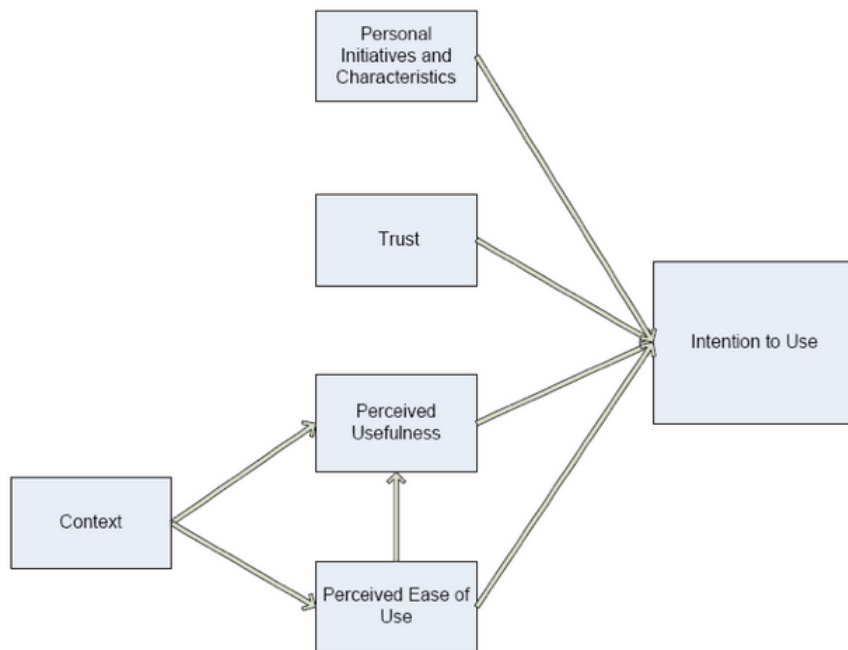 Personal
Initiatives and
Characteristics
Trust
Intention to Use
Perceived
Usefulness
Context
Perceived Ease of
Use